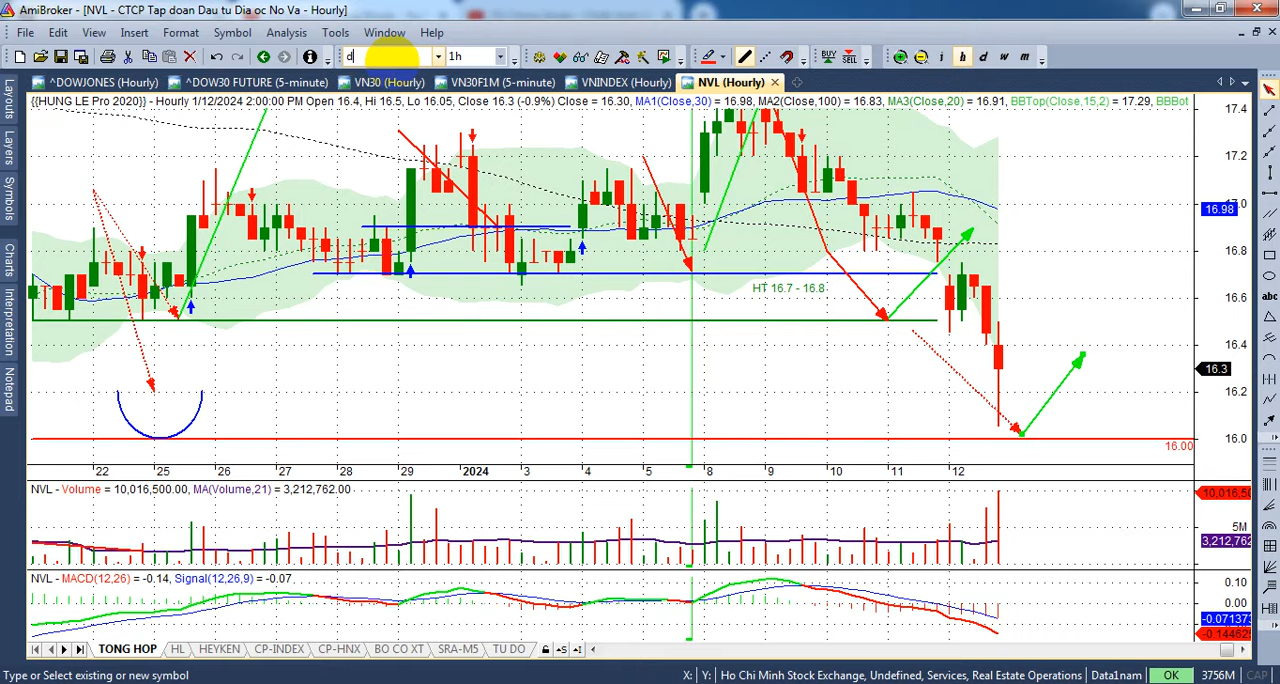 AmiBroker - [NVL - CTCP Tap doan Dau tu Dia oc No Va - Hourly]
File Edit View Insert Format Symbol Analysis Tools Window Help
d 1h BUY SELL i h d w m
^DOWJONES (Hourly) ^DOW30 FUTURE (5-minute) VN30 (Hourly) VN30F1M (5-minute) VNINDEX (Hourly) NVL (Hourly)
{{HUNG LE Pro 2020}} - Hourly 1/12/2024 2:00:00 PM Open 16.4, Hi 16.5, Lo 16.05, Close 16.3 (-0.9%) Close = 16.30, MA1(Close,30) = 16.98, MA2(Close,100) = 16.83, MA3(Close,20) = 16.91, BBTop(Close,15,2) = 17.29, BBBot
17.4
17.2
17.0
16.98
16.8
16.6
16.4
16.3
16.2
16.0
16.00
HT 16.7 - 16.8
22 25 26 27 28 29 2024 3 4 5 8 9 10 11 12
NVL - Volume = 10,016,500.00, MA(Volume,21) = 3,212,762.00
10,016,50
5M
3,212,762
NVL - MACD(12,26) = -0.14, Signal(12,26,9) = -0.07
0.10
0.00
-0.071373
-0.144625
TONG HOP HL HEYKEN CP-INDEX CP-HNX BO CO XT SRA-M5 TU DO
Layouts
Layers
Symbols
Charts
Interpretation
Notepad
abc
Type or Select existing or new symbol X: Y: Ho Chi Minh Stock Exchange, Undefined, Services, Real Estate Operations Data1nam OK 3756M CAP